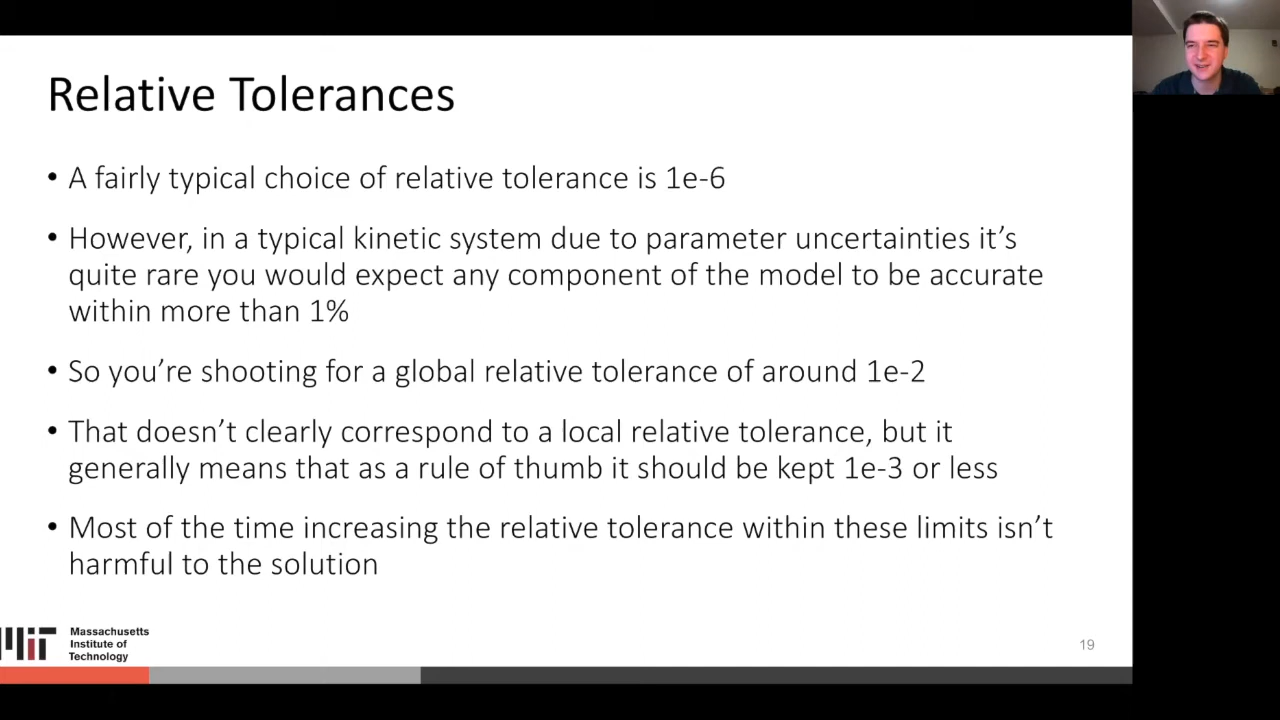 Relative Tolerances
• A fairly typical choice of relative tolerance is 1e-6
• However, in a typical kinetic system due to parameter uncertainties it’s
quite rare you would expect any component of the model to be accurate
within more than 1%
• So you’re shooting for a global relative tolerance of around 1e-2
• That doesn’t clearly correspond to a local relative tolerance, but it
generally means that as a rule of thumb it should be kept 1e-3 or less
• Most of the time increasing the relative tolerance within these limits isn’t
harmful to the solution
Massachusetts
Institute of
Technology
19